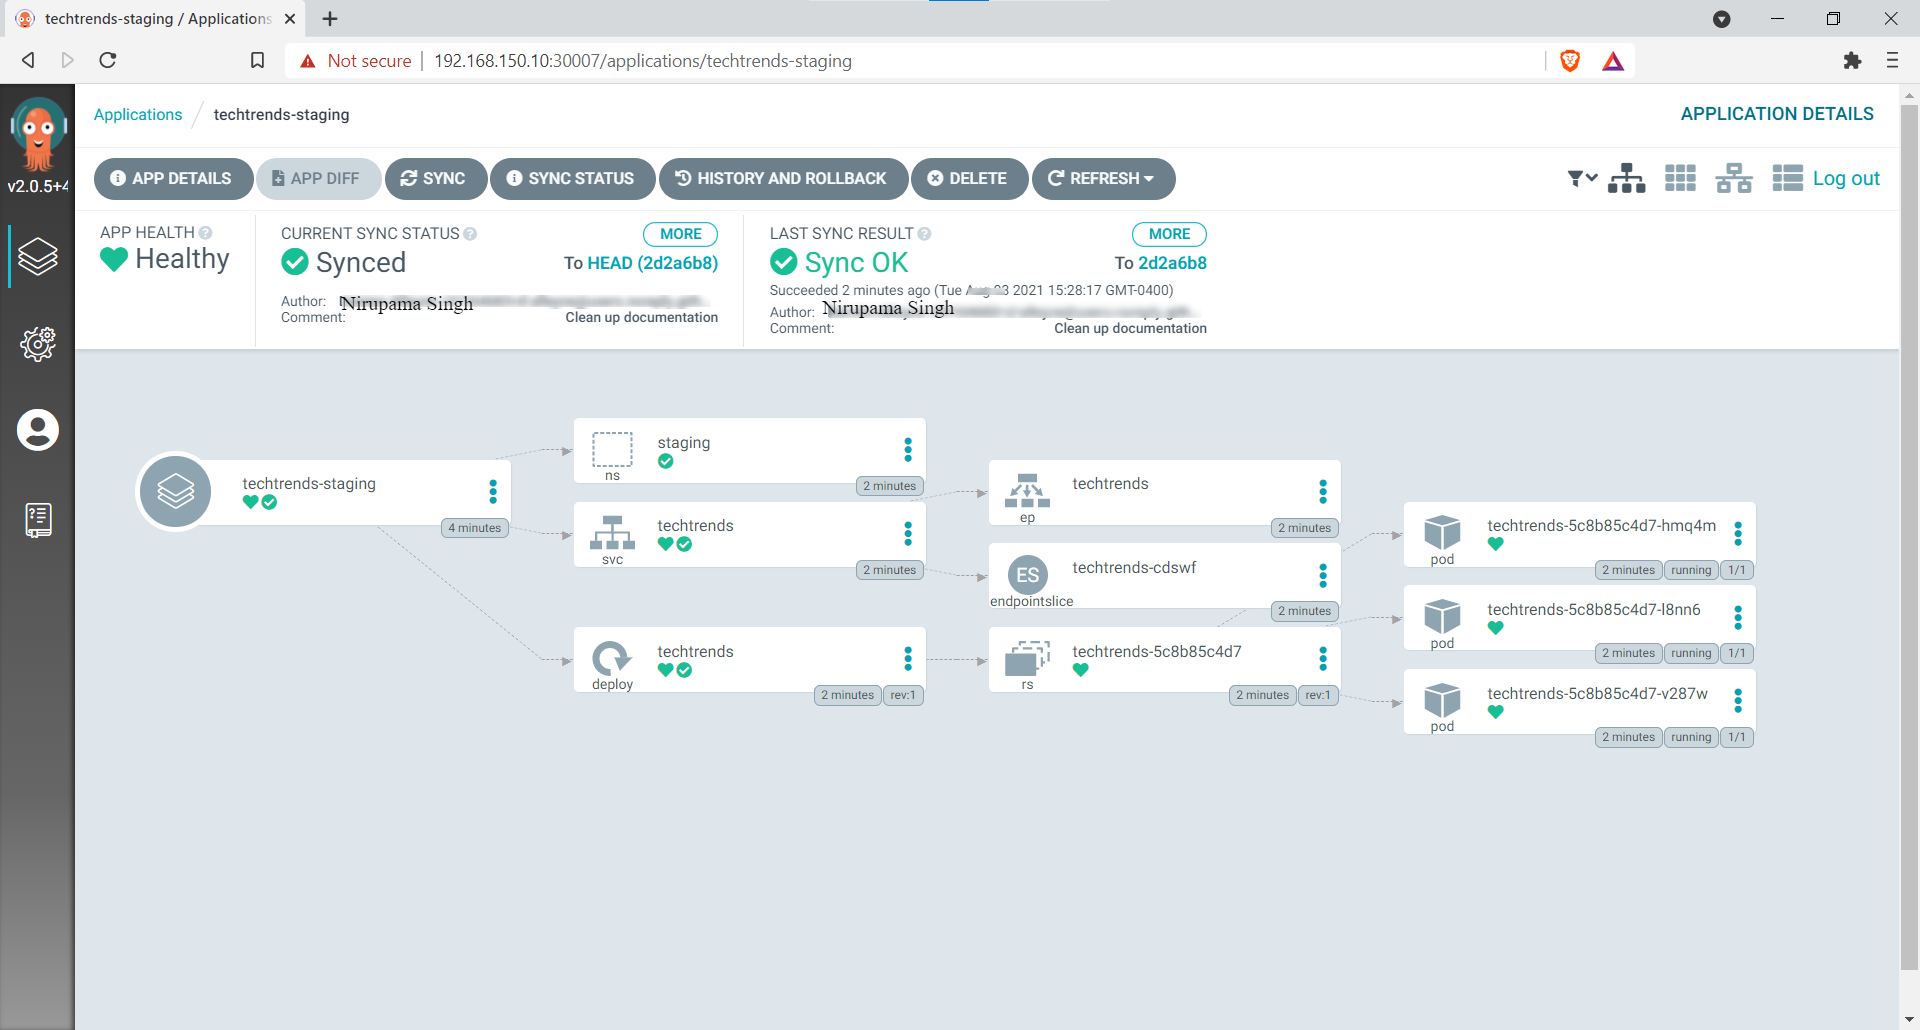 techtrends-staging / Applications
Not secure 192.168.150.10:30007/applications/techtrends-staging
Applications techtrends-staging APPLICATION DETAILS
v2.0.5+4
APP DETAILS APP DIFF SYNC SYNC STATUS HISTORY AND ROLLBACK DELETE REFRESH Log out
APP HEALTH
Healthy
CURRENT SYNC STATUS MORE
Synced To HEAD (2d2a6b8)
Author: Nirupama Singh
Comment: Clean up documentation
LAST SYNC RESULT MORE
Sync OK To 2d2a6b8
Succeeded 2 minutes ago (Tue Aug 03 2021 15:28:17 GMT-0400)
Author: Nirupama Singh
Comment: Clean up documentation
techtrends-staging
4 minutes
staging
ns
2 minutes
techtrends
svc
2 minutes
techtrends
deploy
2 minutes rev:1
techtrends
ep
2 minutes
ES techtrends-cdswf
endpointslice
2 minutes
techtrends-5c8b85c4d7
rs
2 minutes rev:1
techtrends-5c8b85c4d7-hmq4m
pod
2 minutes running 1/1
techtrends-5c8b85c4d7-l8nn6
pod
2 minutes running 1/1
techtrends-5c8b85c4d7-v287w
pod
2 minutes running 1/1